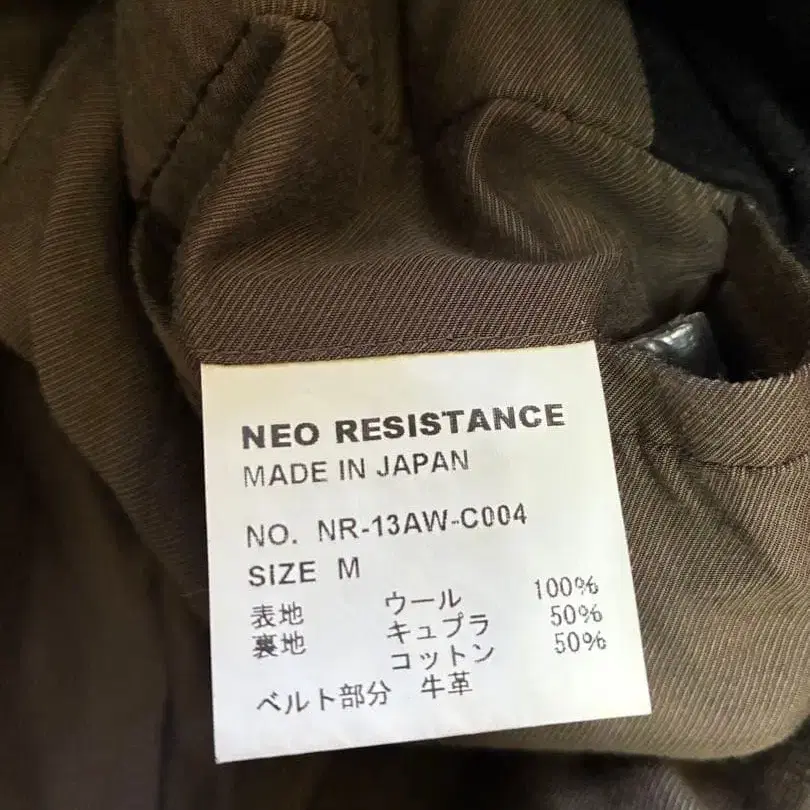 NEO RESISTANCE
MADE IN JAPAN
NO. NR-13AW-C004
SIZE M
表地 ウール 100%
裏地 キュプラ 50%
コットン 50%
ベルト部分 牛革